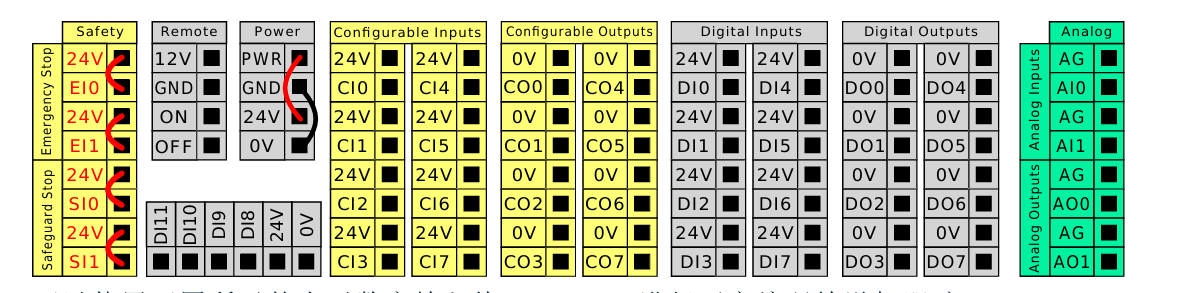 Safety
Emergency Stop
24V
EI0
24V
EI1
Safeguard Stop
24V
SI0
24V
SI1
Remote
12V
GND
ON
OFF
Power
PWR
GND
24V
0V
DI11
DI10
DI9
DI8
24V
0V
Configurable Inputs
24V 24V
CI0 CI4
24V 24V
CI1 CI5
24V 24V
CI2 CI6
24V 24V
CI3 CI7
Configurable Outputs
0V 0V
CO0 CO4
0V 0V
CO1 CO5
0V 0V
CO2 CO6
0V 0V
CO3 CO7
Digital Inputs
24V 24V
DI0 DI4
24V 24V
DI1 DI5
24V 24V
DI2 DI6
24V 24V
DI3 DI7
Digital Outputs
0V 0V
DO0 DO4
0V 0V
DO1 DO5
0V 0V
DO2 DO6
0V 0V
DO3 DO7
Analog
Analog Inputs
AG
AI0
AG
AI1
Analog Outputs
AG
AO0
AG
AO1